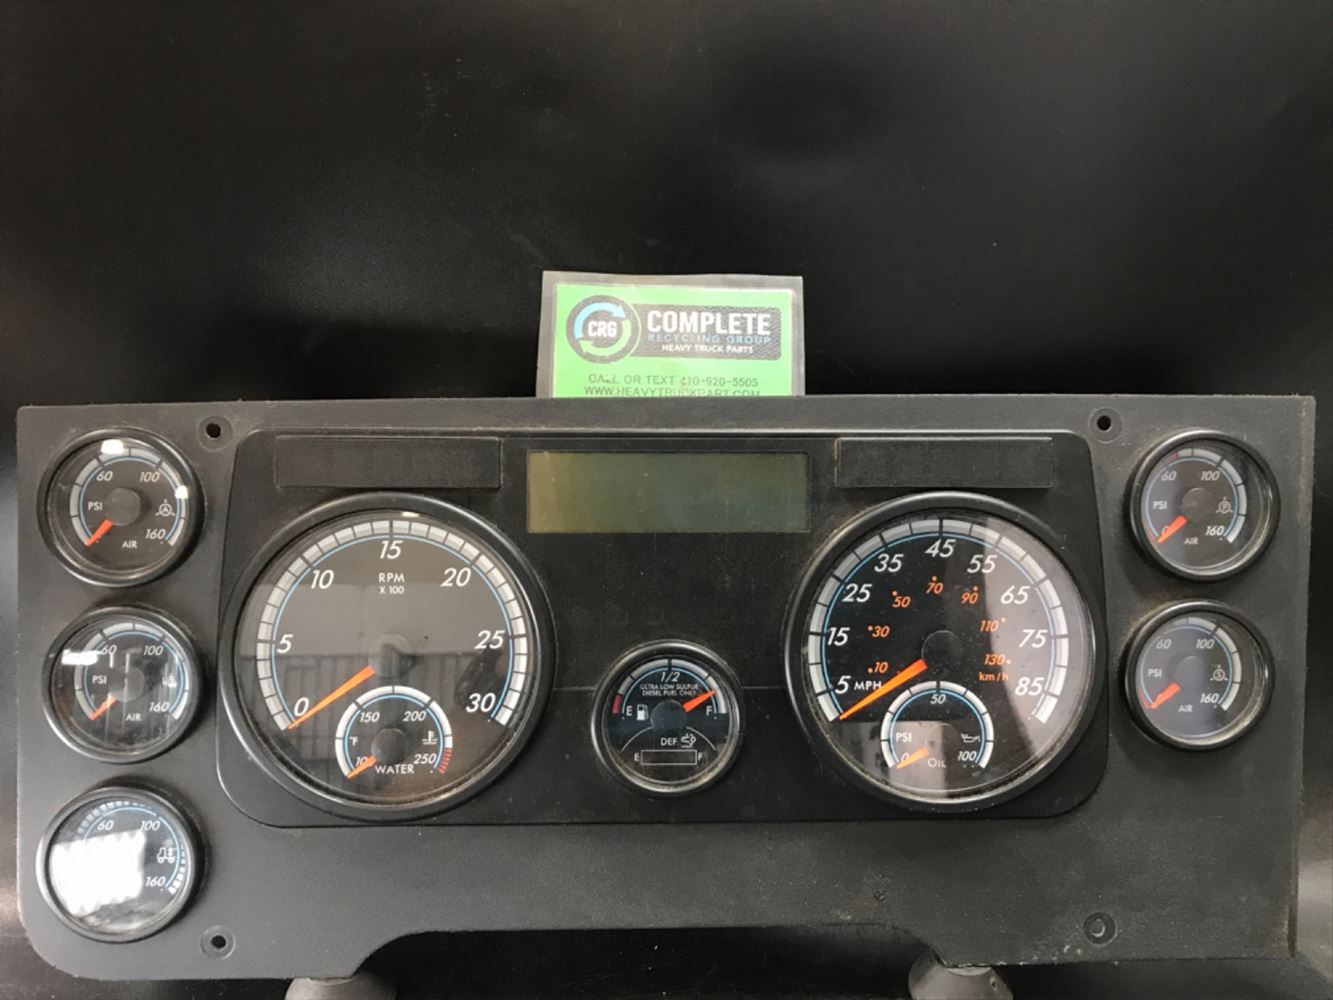 CRG
COMPLETE
RECYCLING GROUP
HEAVY TRUCK PARTS
CALL OR TEXT 410-920-5505
WWW.HEAVYTRUCKPART.COM
60 100
PSI
0 160
AIR
60 100
PSI
160
AIR
60 100
160
15
10 RPM 20
X 100
5 25
0 30
150 200
°F
250
WATER
1/2
ULTRA LOW SULFUR
DIESEL FUEL ONLY
E F
DEF
E F
45
35 55
25 65
50 70 90
15 30 110 75
10 130
km/h
5 MPH 85
50
PSI
0 100
OIL
60 100
PSI
0 160
AIR
60 100
PSI
160
AIR